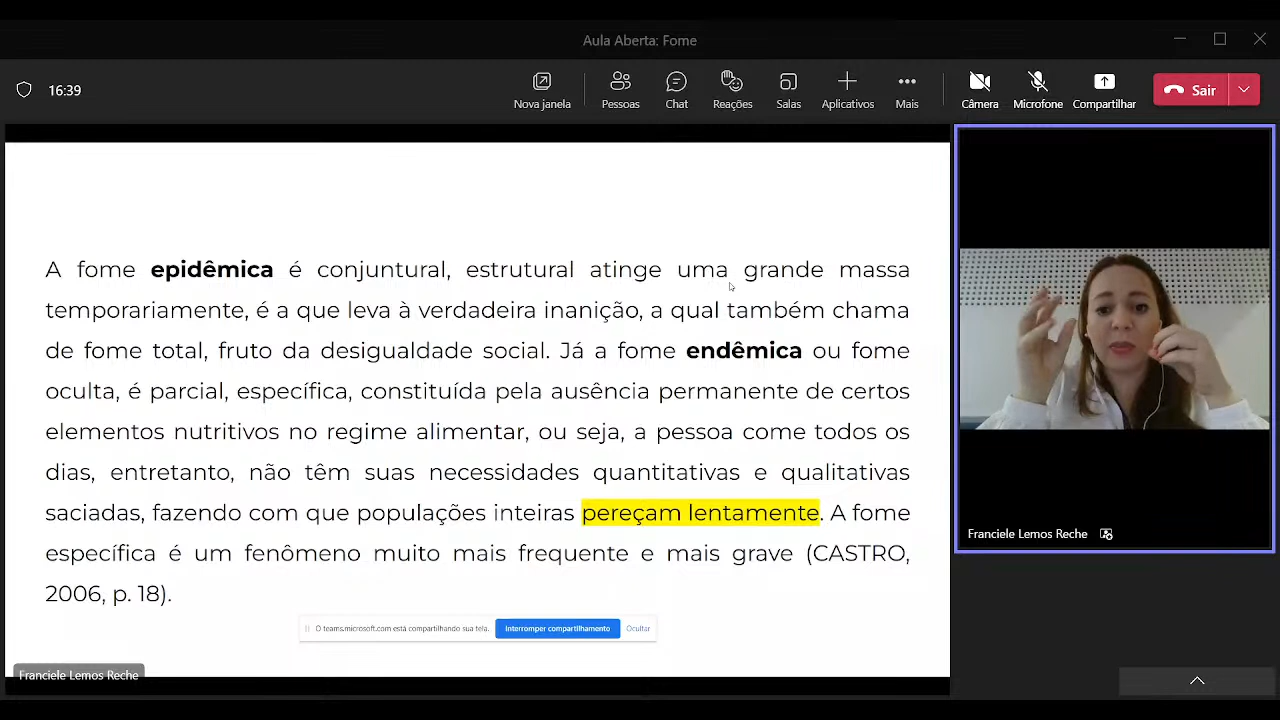 Aula Aberta: Fome
16:39
Nova janela
Pessoas
Chat
Reações
Salas
Aplicativos
Mais
Câmera
Microfone
Compartilhar
Sair
A fome epidêmica é conjuntural, estrutural atinge uma grande massa
temporariamente, é a que leva à verdadeira inanição, a qual também chama
de fome total, fruto da desigualdade social. Já a fome endêmica ou fome
oculta, é parcial, específica, constituída pela ausência permanente de certos
elementos nutritivos no regime alimentar, ou seja, a pessoa come todos os
dias, entretanto, não têm suas necessidades quantitativas e qualitativas
saciadas, fazendo com que populações inteiras pereçam lentamente. A fome
específica é um fenômeno muito mais frequente e mais grave (CASTRO,
2006, p. 18).
O teams.microsoft.com está compartilhando sua tela.
Interromper compartilhamento
Ocultar
Franciele Lemos Reche
Franciele Lemos Reche